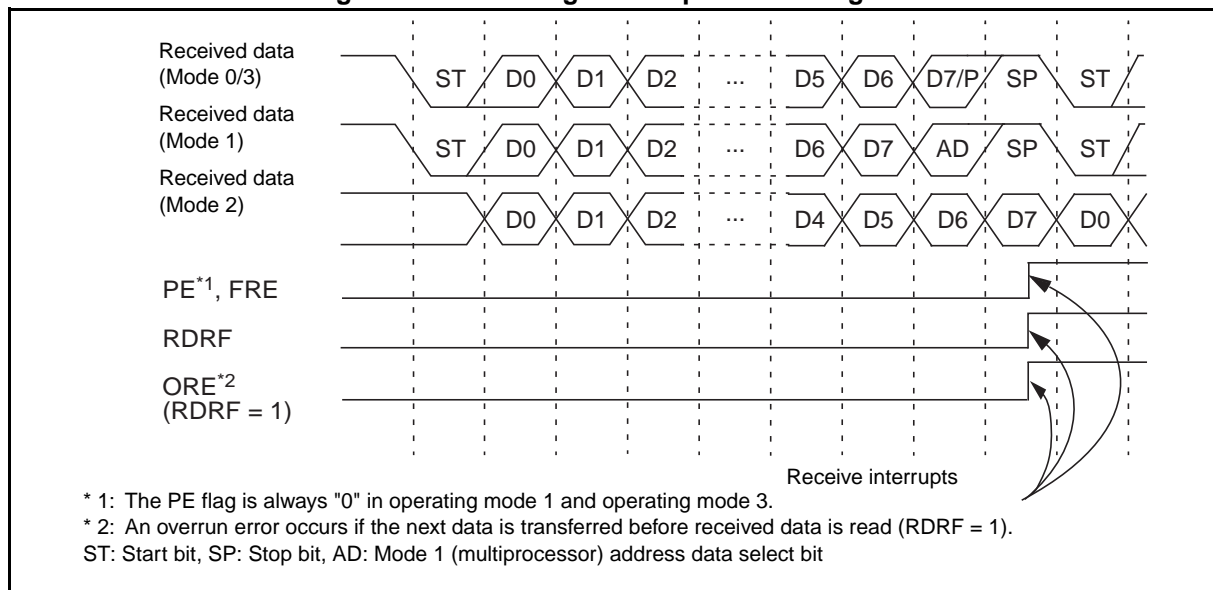 Received data
(Mode 0/3)
ST D0 D1 D2 ... D5 D6 D7/P SP ST
Received data
(Mode 1)
ST D0 D1 D2 ... D6 D7 AD SP ST
Received data
(Mode 2)
D0 D1 D2 ... D4 D5 D6 D7 D0
PE*1, FRE
RDRF
ORE*2
(RDRF = 1)
Receive interrupts
* 1: The PE flag is always "0" in operating mode 1 and operating mode 3.
* 2: An overrun error occurs if the next data is transferred before received data is read (RDRF = 1).
ST: Start bit, SP: Stop bit, AD: Mode 1 (multiprocessor) address data select bit